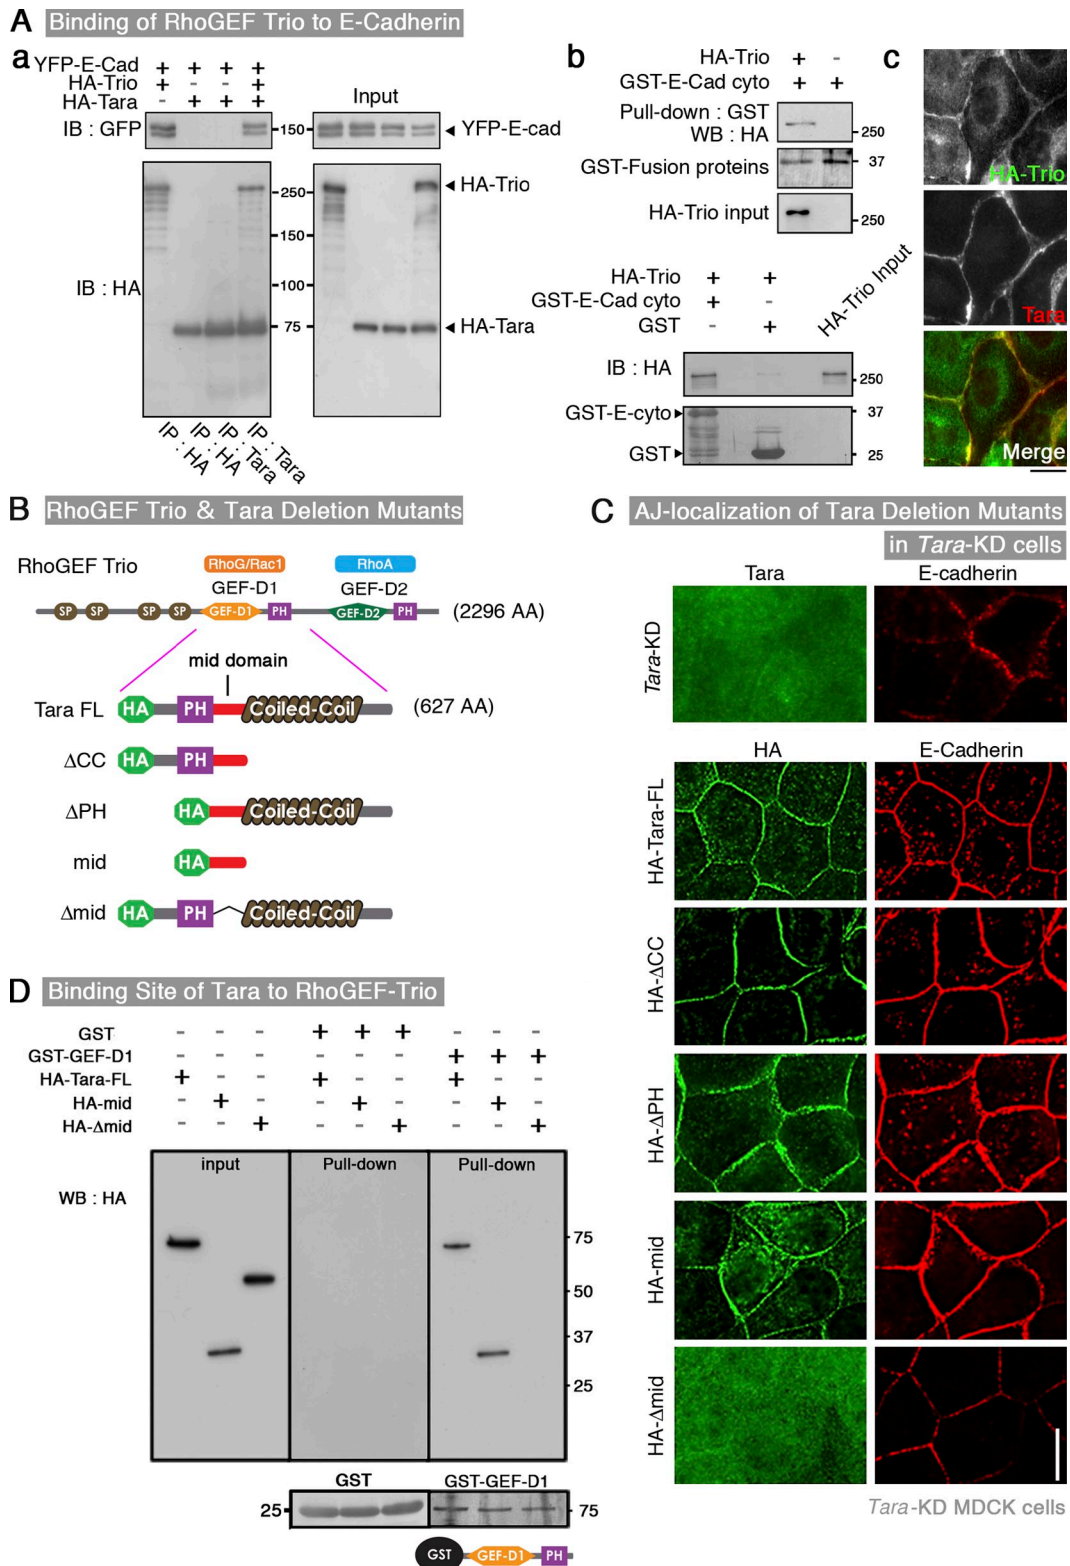 A Binding of RhoGEF Trio to E-Cadherin
a
YFP-E-Cad + + + +
HA-Trio + - - +
HA-Tara - + + +
Input
IB : GFP
150
YFP-E-cad
HA-Trio
250
150
IB : HA
100
75
HA-Tara
IP : HA
IP : HA
IP : Tara
IP : Tara
b
HA-Trio + -
GST-E-Cad cyto + +
Pull-down : GST
WB : HA
250
GST-Fusion proteins
37
HA-Trio input
250
HA-Trio + +
GST-E-Cad cyto + -
GST - +
HA-Trio Input
IB : HA
250
GST-E-cyto
37
GST
25
c
HA-Trio
Tara
Merge
B RhoGEF Trio & Tara Deletion Mutants
RhoGEF Trio
RhoG/Rac1
RhoA
GEF-D1
GEF-D2
SP SP SP SP GEF-D1 PH GEF-D2 PH
(2296 AA)
mid domain
Tara FL HA PH Coiled-Coil (627 AA)
ΔCC HA PH
ΔPH HA Coiled-Coil
mid HA
Δmid HA PH Coiled-Coil
C AJ-localization of Tara Deletion Mutants
in Tara-KD cells
Tara E-cadherin
Tara-KD
HA E-Cadherin
HA-Tara-FL
HA-ΔCC
HA-ΔPH
HA-mid
HA-Δmid
Tara-KD MDCK cells
D Binding Site of Tara to RhoGEF-Trio
GST - - - + + + - - -
GST-GEF-D1 - - - - - - + + +
HA-Tara-FL + - - + - - + - -
HA-mid - + - - + - - + -
HA-Δmid - - + - - + - - +
input Pull-down Pull-down
WB : HA
75
50
37
25
GST GST-GEF-D1
25
75
GST GEF-D1 PH